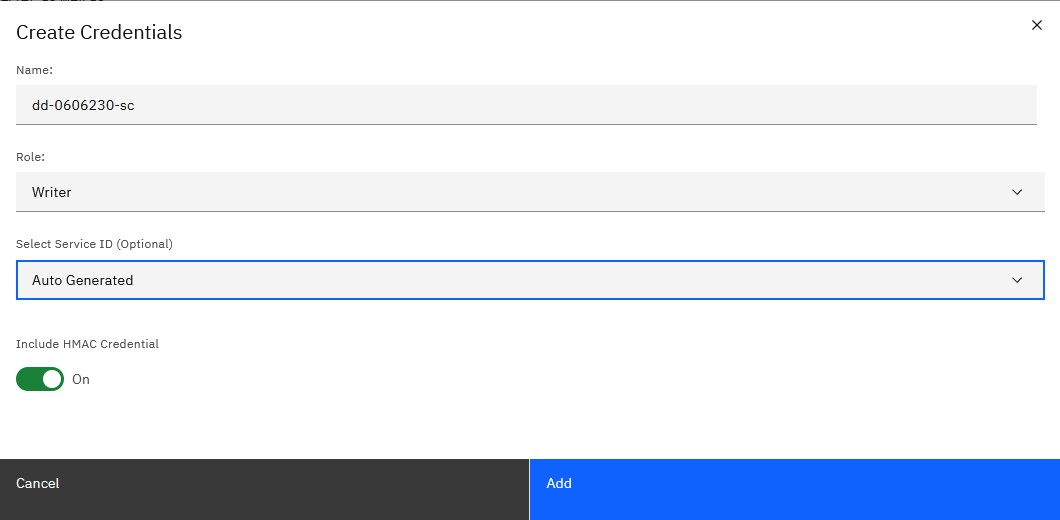 Create Credentials
Name:
dd-0606230-sc
Role:
Writer
Select Service ID (Optional)
Auto Generated
Include HMAC Credential
On
Cancel
Add